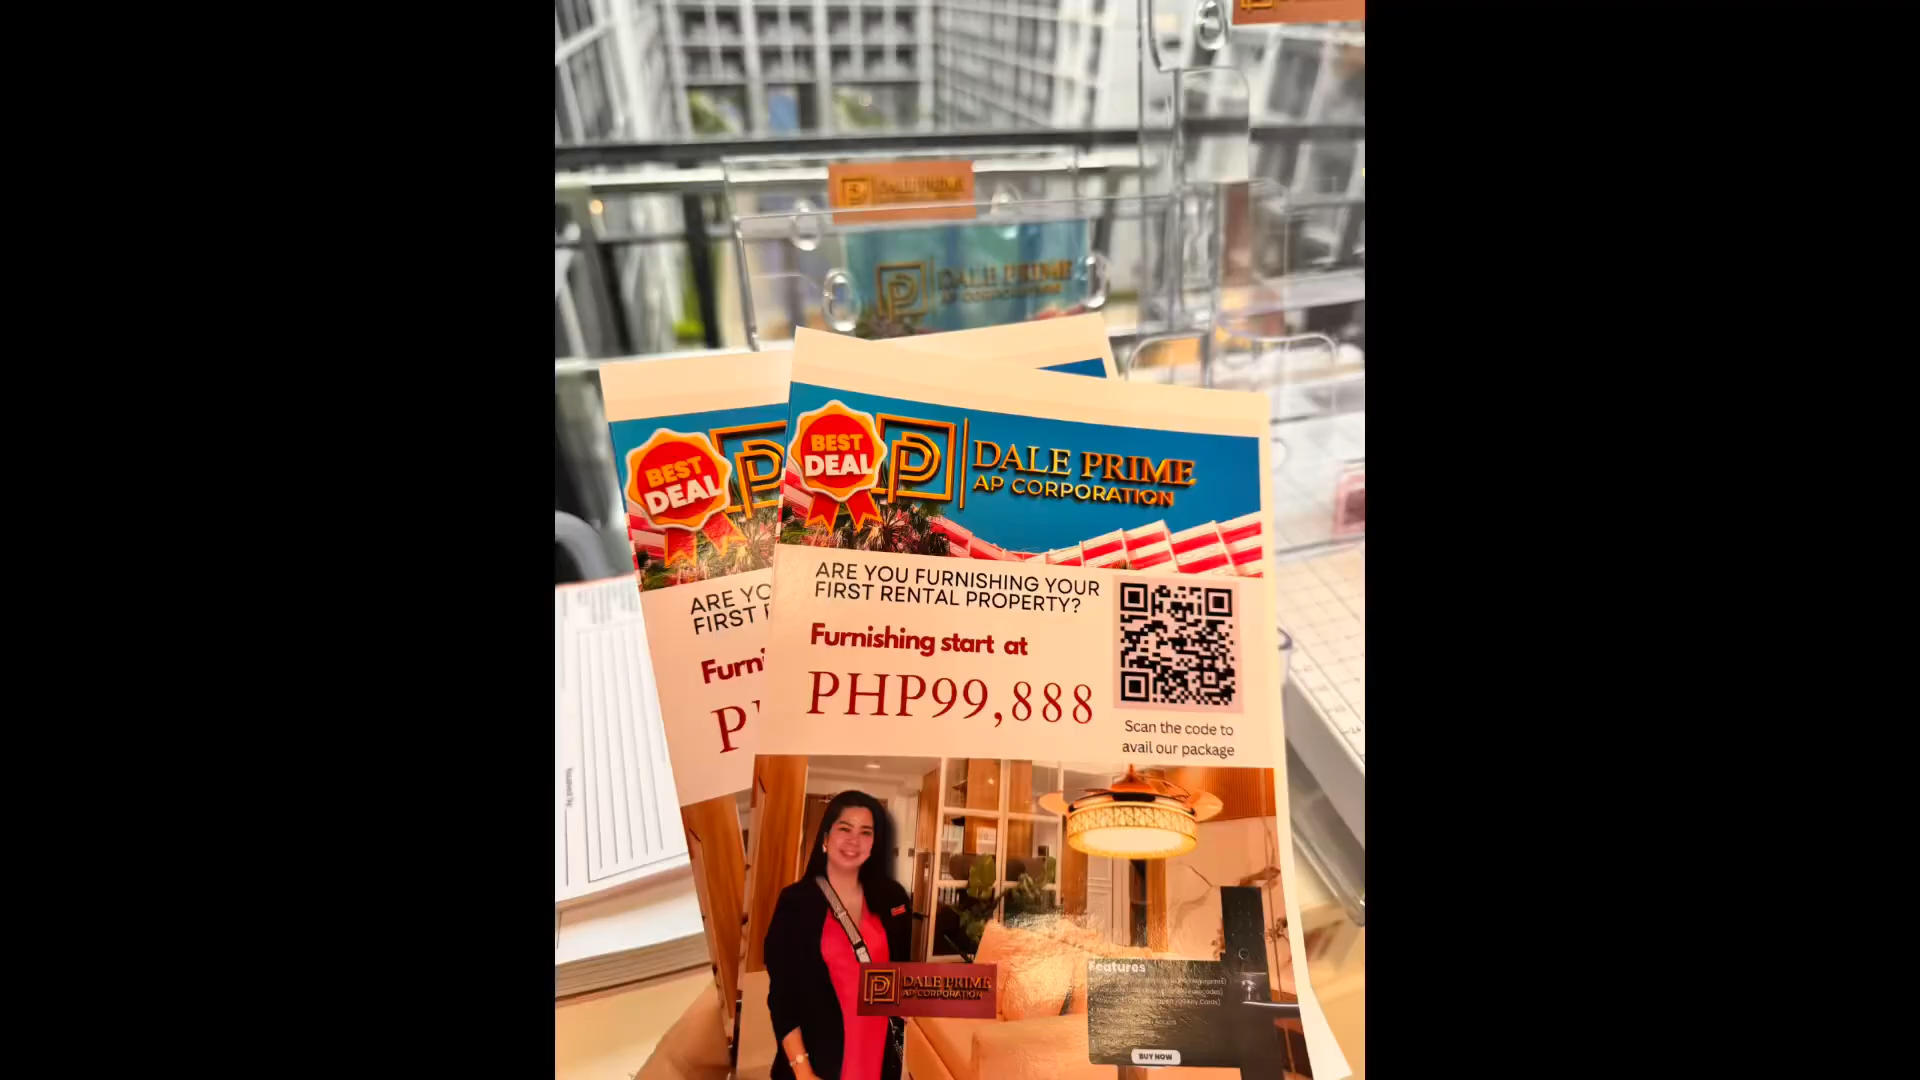 DALE PRIME
DALE PRIME
AP CORPORATION
BEST
DEAL
ARE YO
FIRST
Furni
BEST
DEAL
DALE PRIME
AP CORPORATION
ARE YOU FURNISHING YOUR
FIRST RENTAL PROPERTY?
Furnishing start at
PHP99,888
Scan the code to
avail our package
DALE PRIME
AP CORPORATION
Features
BUY NOW